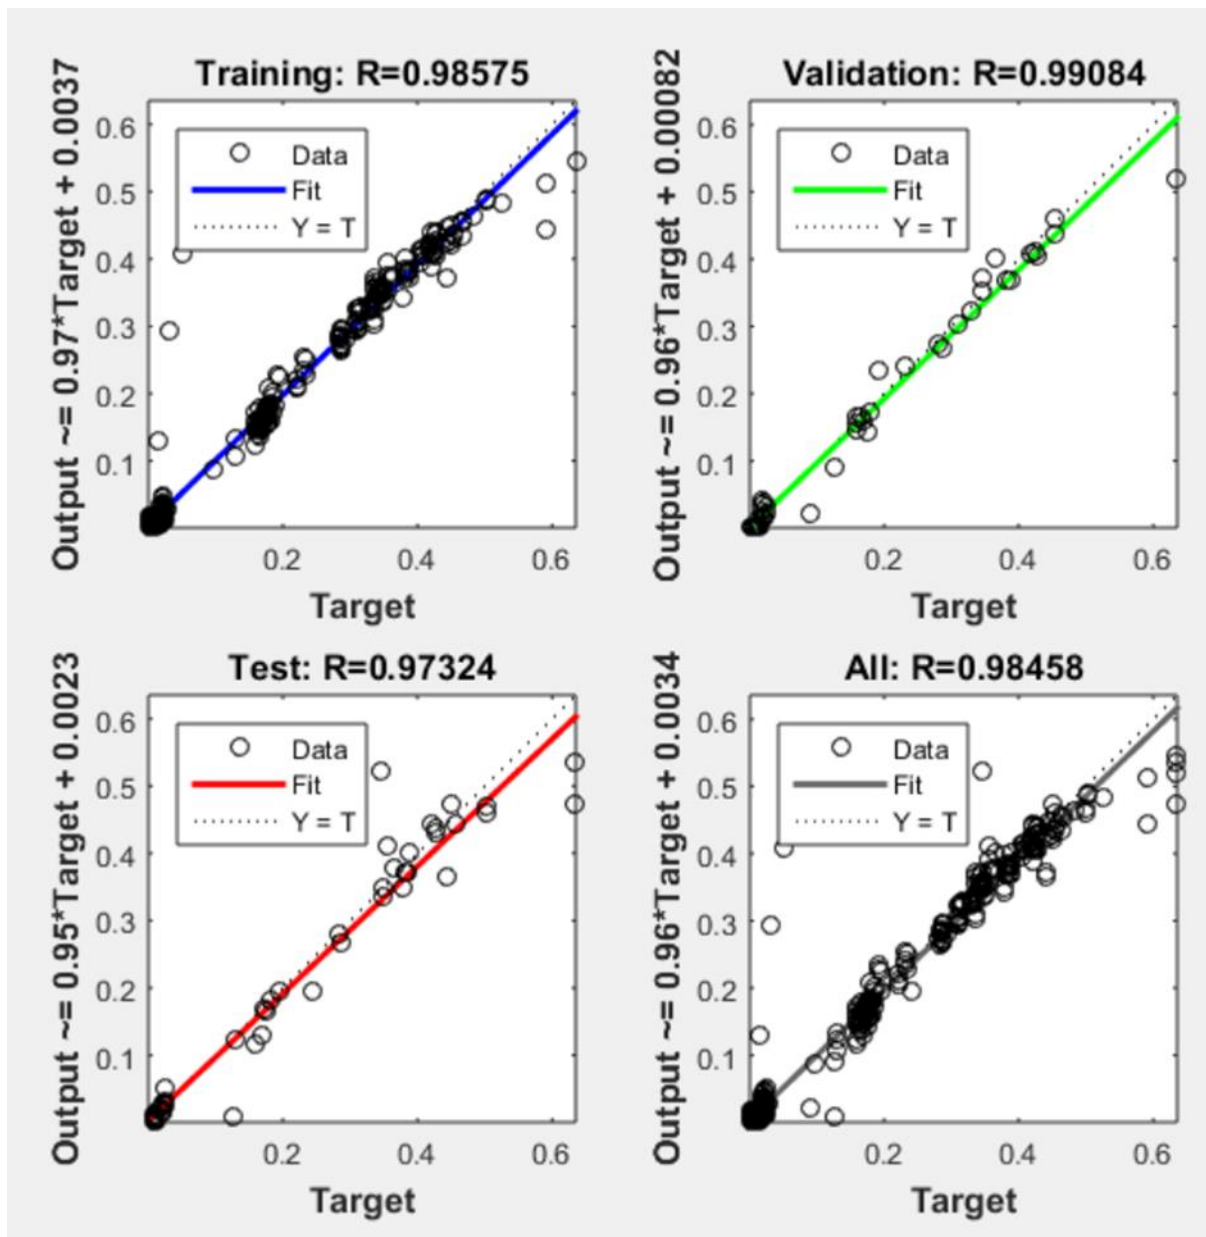 Training: R=0.98575
Output ~= 0.97*Target + 0.0037
0.6
0.5
0.4
0.3
0.2
0.1
Data
Fit
Y = T
0.2
0.4
0.6
Target
Validation: R=0.99084
Output ~= 0.96*Target + 0.00082
0.6
0.5
0.4
0.3
0.2
0.1
Data
Fit
Y = T
0.2
0.4
0.6
Target
Test: R=0.97324
Output ~= 0.95*Target + 0.0023
0.6
0.5
0.4
0.3
0.2
0.1
Data
Fit
Y = T
0.2
0.4
0.6
Target
All: R=0.98458
Output ~= 0.96*Target + 0.0034
0.6
0.5
0.4
0.3
0.2
0.1
Data
Fit
Y = T
0.2
0.4
0.6
Target